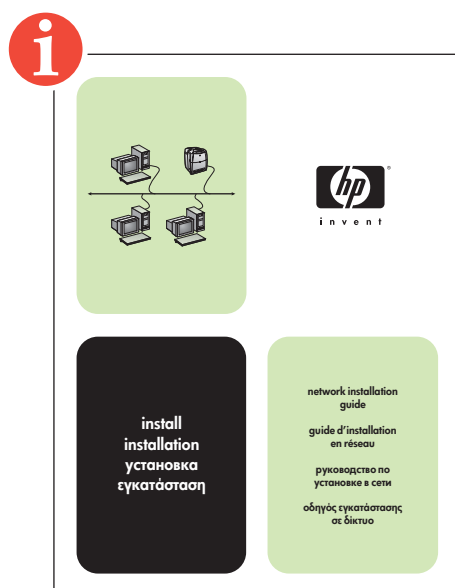 i
hp
®
invent
install
installation
установка
εγκατάσταση
network installation
guide
guide d'installation
en réseau
руководство по
установке в сети
οδηγός εγκατάστασης
σε δίκτυο